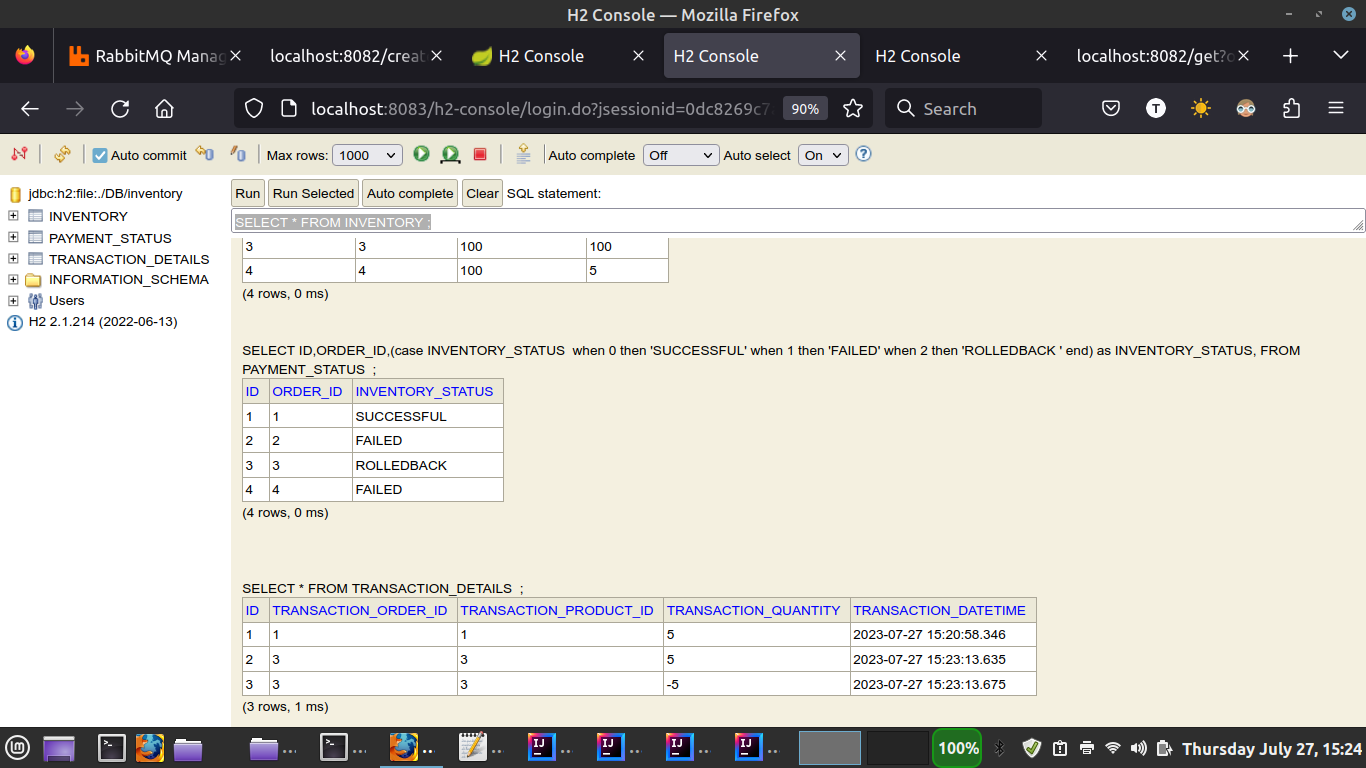 H2 Console — Mozilla Firefox
RabbitMQ Manag
localhost:8082/creat
H2 Console
H2 Console
H2 Console
localhost:8082/get?o
localhost:8083/h2-console/login.do?jsessionid=0dc8269c7
90%
Search
T
Auto commit
Max rows: 1000
Auto complete Off
Auto select On
jdbc:h2:file:./DB/inventory
INVENTORY
PAYMENT_STATUS
TRANSACTION_DETAILS
INFORMATION_SCHEMA
Users
H2 2.1.214 (2022-06-13)
Run Run Selected Auto complete Clear SQL statement:
SELECT * FROM INVENTORY ;
3 3 100 100
4 4 100 5
(4 rows, 0 ms)
SELECT ID,ORDER_ID,(case INVENTORY_STATUS  when 0 then 'SUCCESSFUL' when 1 then 'FAILED' when 2 then 'ROLLEDBACK ' end) as INVENTORY_STATUS, FROM
PAYMENT_STATUS  ;
ID ORDER_ID INVENTORY_STATUS
1 1 SUCCESSFUL
2 2 FAILED
3 3 ROLLEDBACK
4 4 FAILED
(4 rows, 0 ms)
SELECT * FROM TRANSACTION_DETAILS  ;
ID TRANSACTION_ORDER_ID TRANSACTION_PRODUCT_ID TRANSACTION_QUANTITY TRANSACTION_DATETIME
1 1 1 5 2023-07-27 15:20:58.346
2 3 3 5 2023-07-27 15:23:13.635
3 3 3 -5 2023-07-27 15:23:13.675
(3 rows, 1 ms)
IJ
IJ
IJ
IJ
100%
Thursday July 27, 15:24